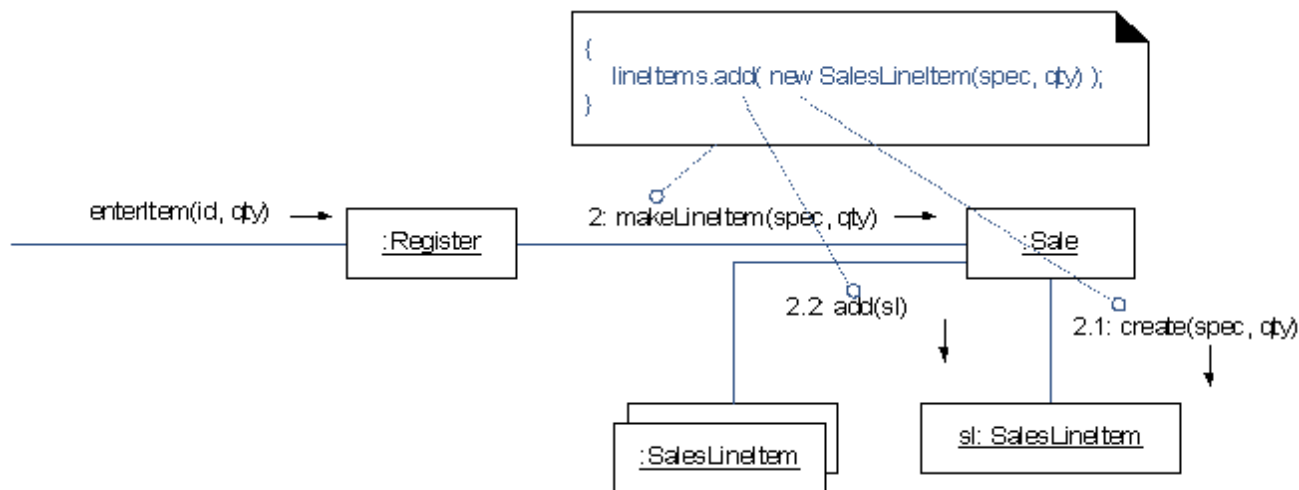 {
lineItems.add( new SalesLineItem(spec, qty) );
}
enterItem(id, qty)
2: makeLineItem(spec, qty)
:Register
:Sale
2.2: add(sl)
2.1: create(spec, qty)
:SalesLineItem
sl: SalesLineItem